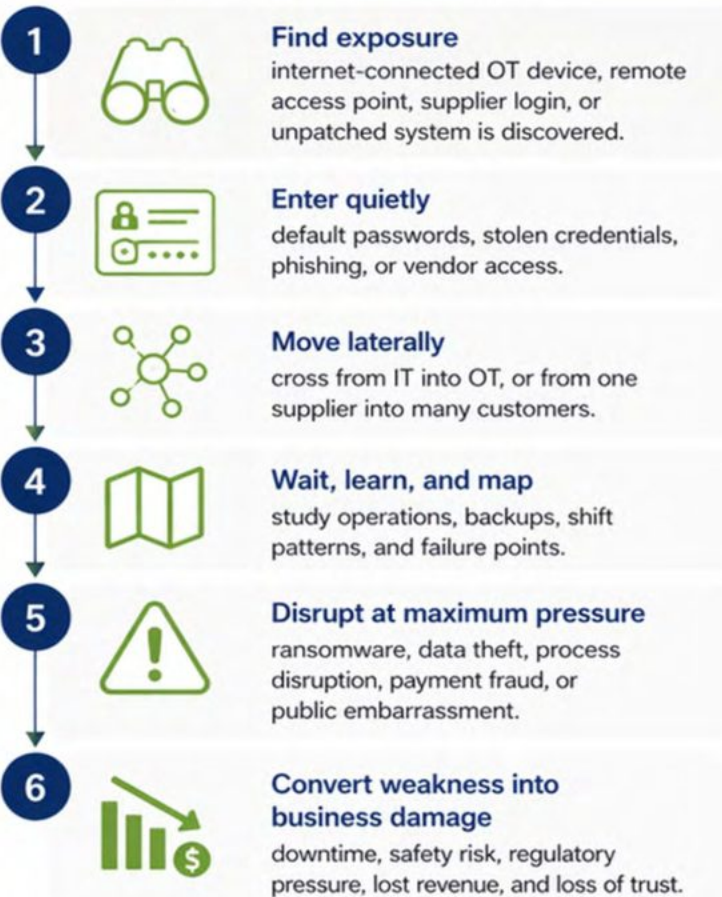 1
Find exposure
internet-connected OT device, remote
access point, supplier login, or
unpatched system is discovered.
2
Enter quietly
default passwords, stolen credentials,
phishing, or vendor access.
3
Move laterally
cross from IT into OT, or from one
supplier into many customers.
4
Wait, learn, and map
study operations, backups, shift
patterns, and failure points.
5
Disrupt at maximum pressure
ransomware, data theft, process
disruption, payment fraud, or
public embarrassment.
6
Convert weakness into
business damage
downtime, safety risk, regulatory
pressure, lost revenue, and loss of trust.
$